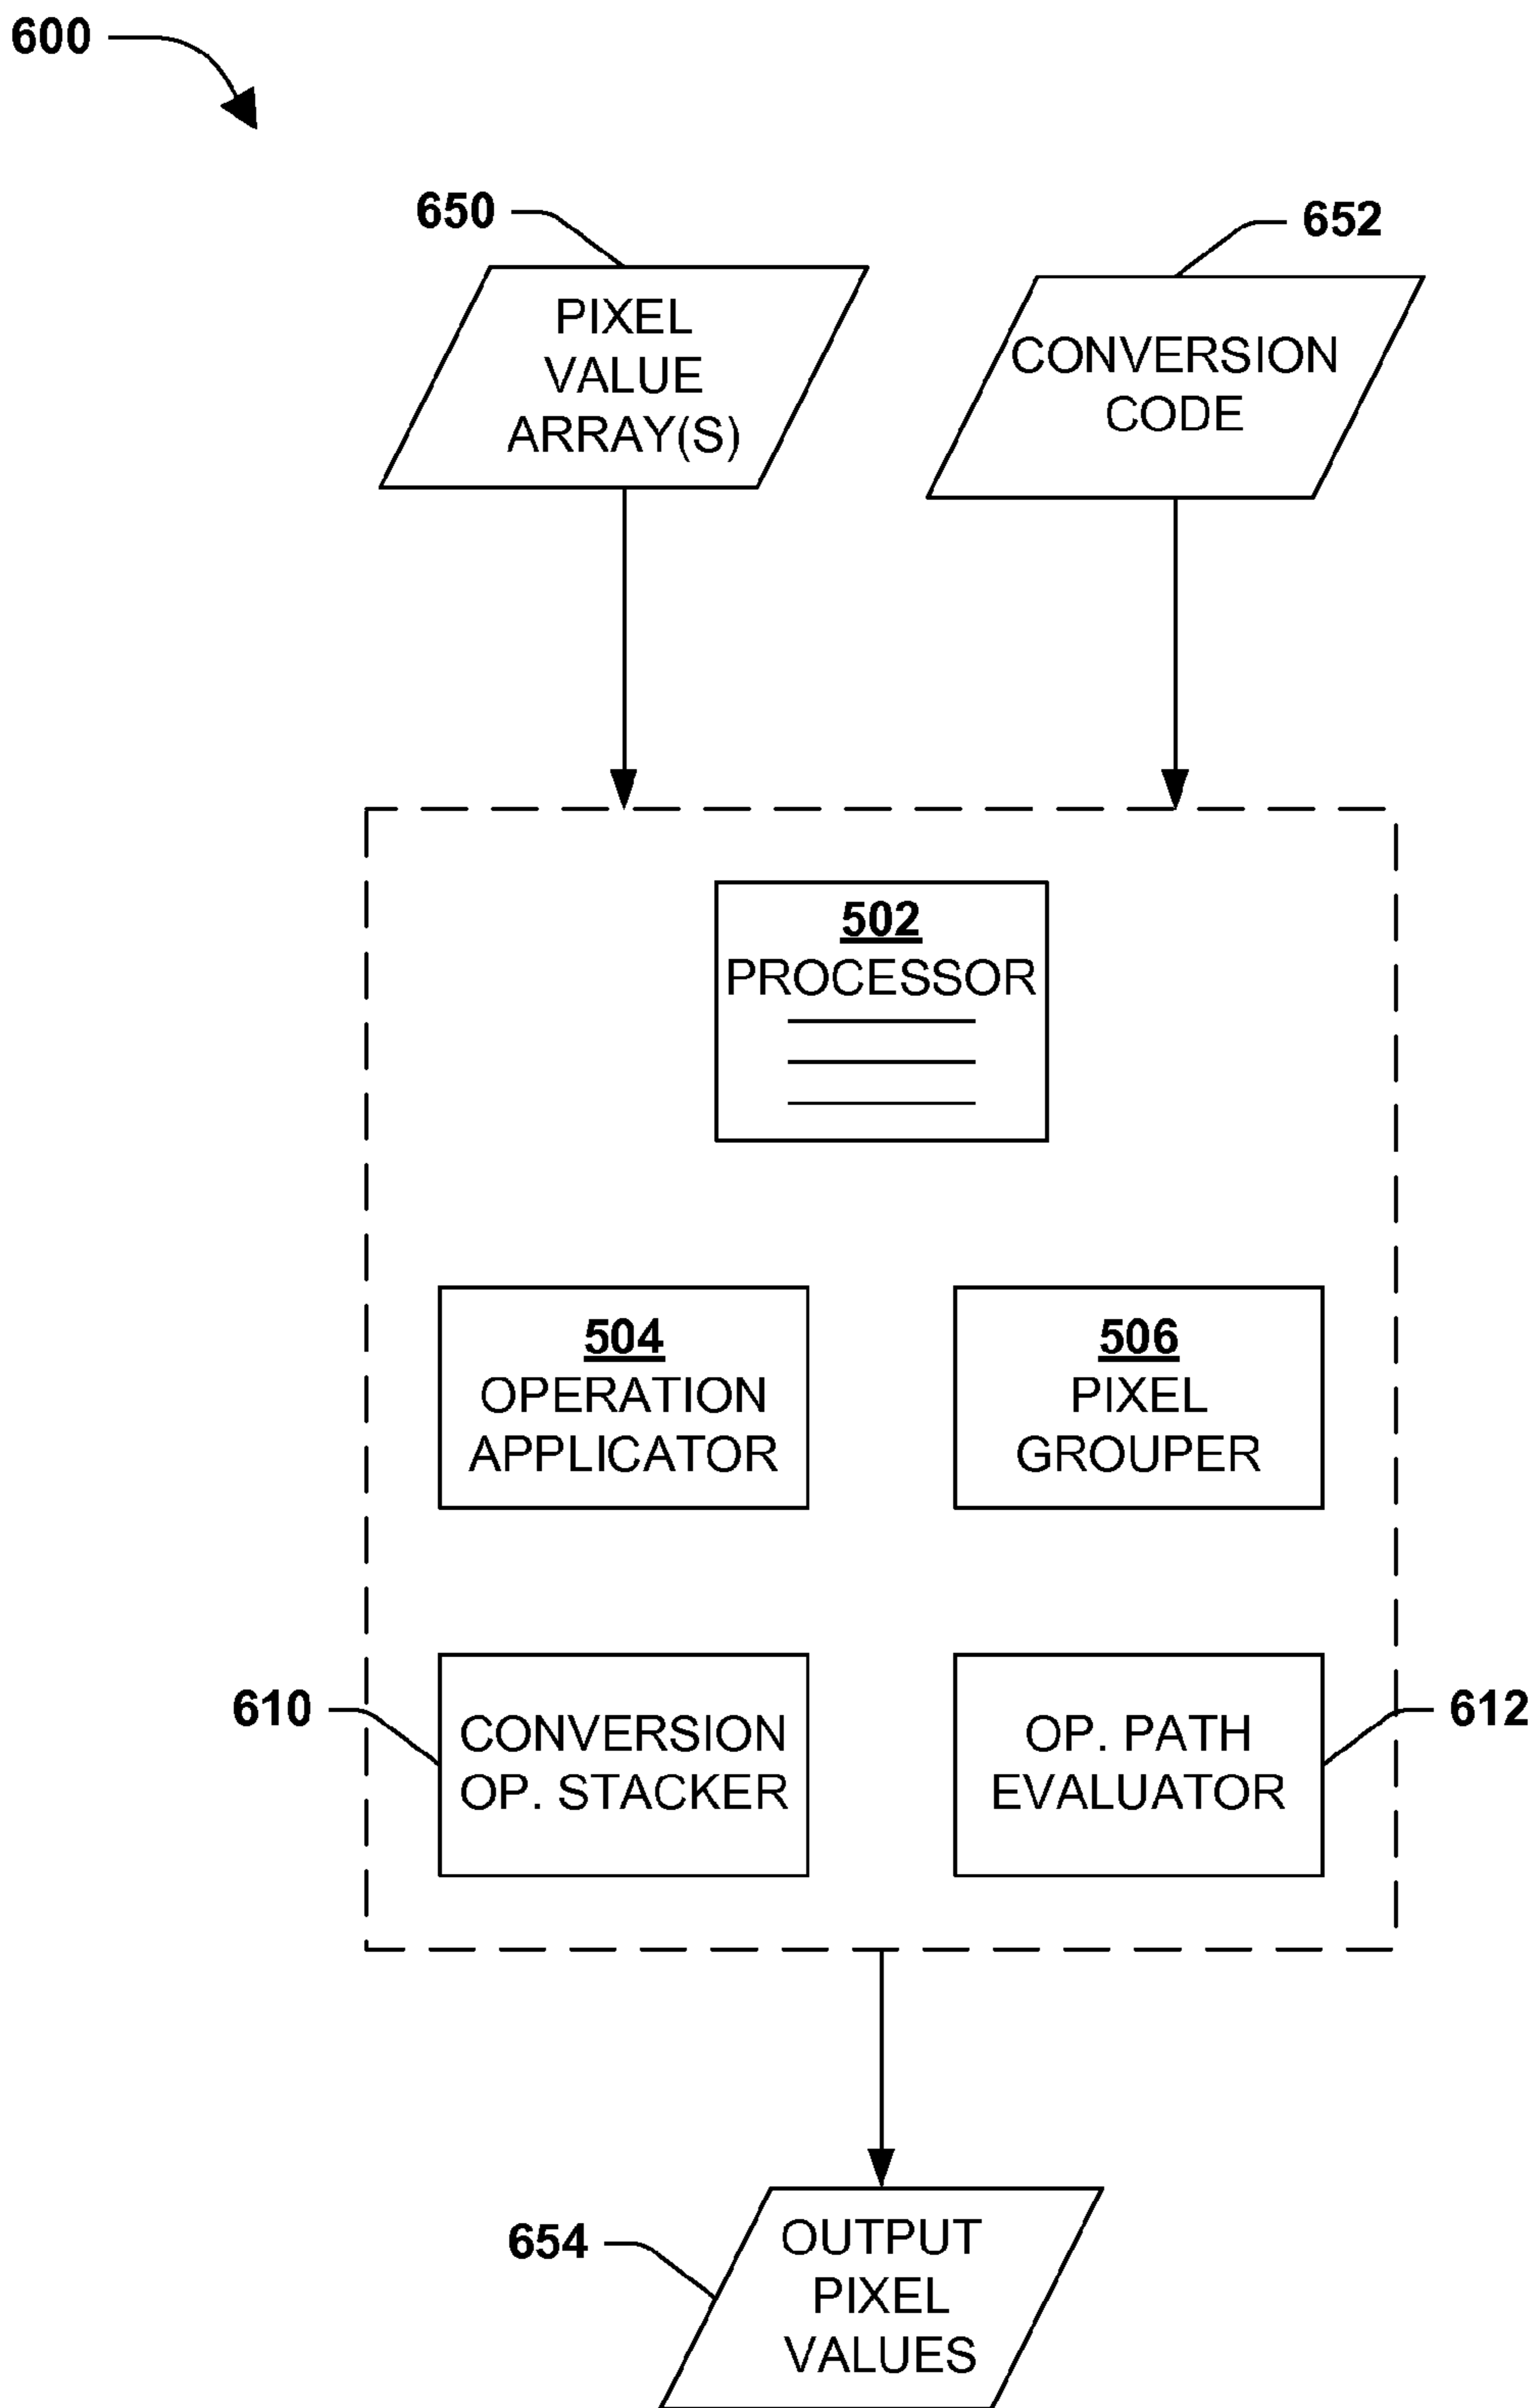 600
650
652
PIXEL
VALUE
ARRAY(S)
CONVERSION
CODE
502
PROCESSOR
504
OPERATION
APPLICATOR
506
PIXEL
GROUPER
610
CONVERSION
OP. STACKER
OP. PATH
EVALUATOR
612
654
OUTPUT
PIXEL
VALUES